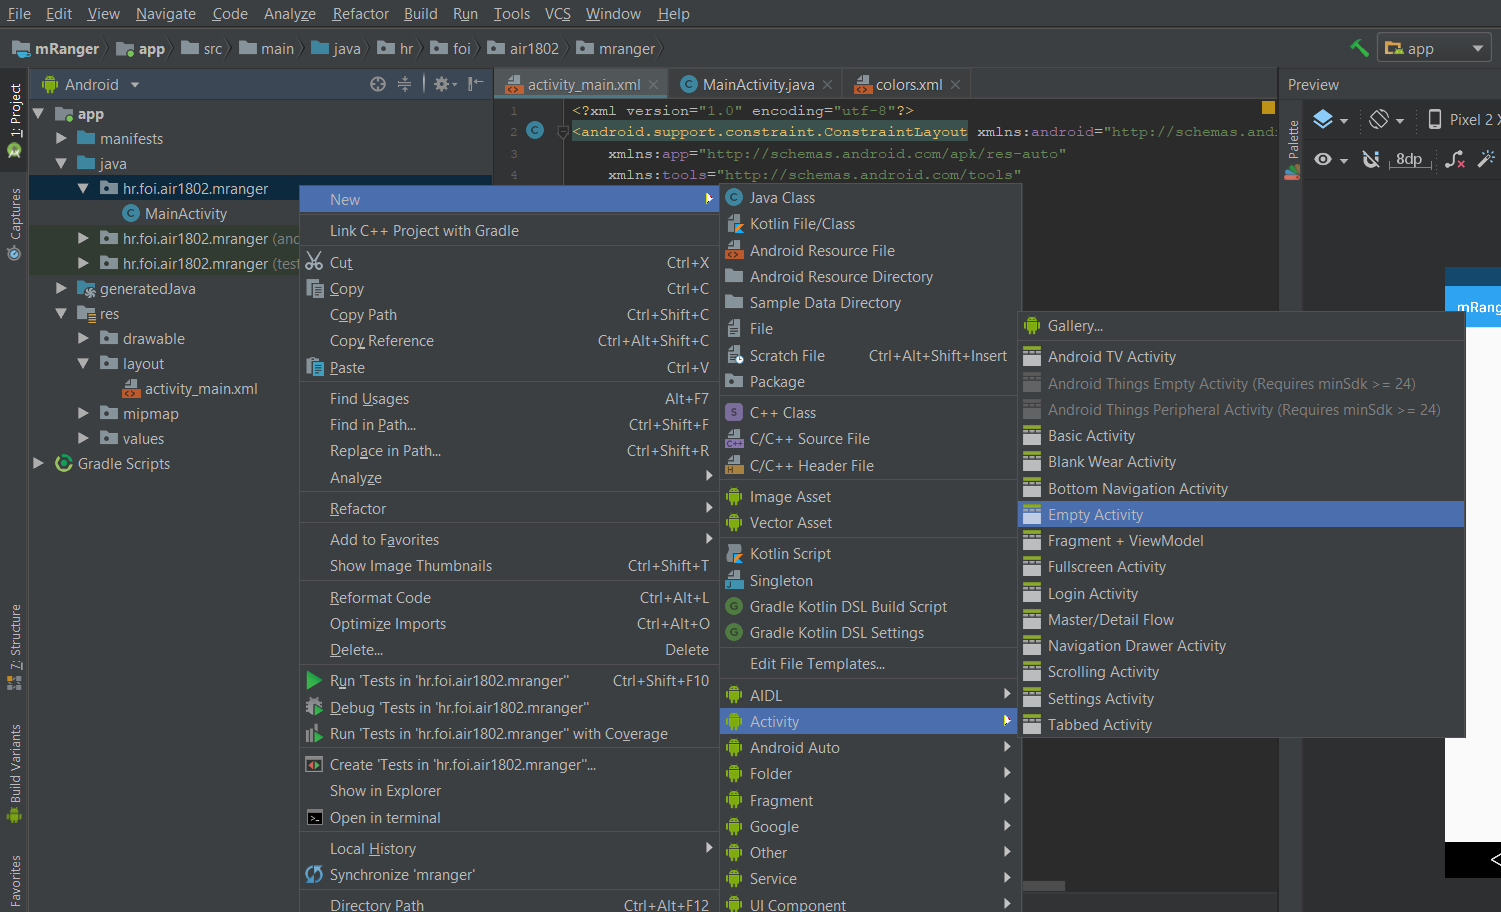 File Edit View Navigate Code Analyze Refactor Build Run Tools VCS Window Help
mRanger app src main java hr foi air1802 mranger
app
Android
activity_main.xml MainActivity.java colors.xml
Preview
1: Project
Captures
7: Structure
Build Variants
Favorites
app
manifests
java
hr.foi.air1802.mranger
MainActivity
hr.foi.air1802.mranger (and
hr.foi.air1802.mranger (tes
generatedJava
res
drawable
layout
activity_main.xml
mipmap
values
Gradle Scripts
1 <?xml version="1.0" encoding="utf-8"?>
2 <android.support.constraint.ConstraintLayout xmlns:android="http://schemas.and
3 xmlns:app="http://schemas.android.com/apk/res-auto"
4 xmlns:tools="http://schemas.android.com/tools"
Palette
Pixel 2 X
8dp
mRang
New
Link C++ Project with Gradle
Cut Ctrl+X
Copy Ctrl+C
Copy Path Ctrl+Shift+C
Copy Reference Ctrl+Alt+Shift+C
Paste Ctrl+V
Find Usages Alt+F7
Find in Path... Ctrl+Shift+F
Replace in Path... Ctrl+Shift+R
Analyze
Refactor
Add to Favorites
Show Image Thumbnails Ctrl+Shift+T
Reformat Code Ctrl+Alt+L
Optimize Imports Ctrl+Alt+O
Delete... Delete
Run 'Tests in 'hr.foi.air1802.mranger'' Ctrl+Shift+F10
Debug 'Tests in 'hr.foi.air1802.mranger''
Run 'Tests in 'hr.foi.air1802.mranger'' with Coverage
Create 'Tests in 'hr.foi.air1802.mranger''...
Show in Explorer
Open in terminal
Local History
Synchronize 'mranger'
Directory Path Ctrl+Alt+F12
Java Class
Kotlin File/Class
Android Resource File
Android Resource Directory
Sample Data Directory
File
Scratch File Ctrl+Alt+Shift+Insert
Package
C++ Class
C/C++ Source File
C/C++ Header File
Image Asset
Vector Asset
Kotlin Script
Singleton
Gradle Kotlin DSL Build Script
Gradle Kotlin DSL Settings
Edit File Templates...
AIDL
Activity
Android Auto
Folder
Fragment
Google
Other
Service
UI Component
Gallery...
Android TV Activity
Android Things Empty Activity (Requires minSdk >= 24)
Android Things Peripheral Activity (Requires minSdk >= 24)
Basic Activity
Blank Wear Activity
Bottom Navigation Activity
Empty Activity
Fragment + ViewModel
Fullscreen Activity
Login Activity
Master/Detail Flow
Navigation Drawer Activity
Scrolling Activity
Settings Activity
Tabbed Activity